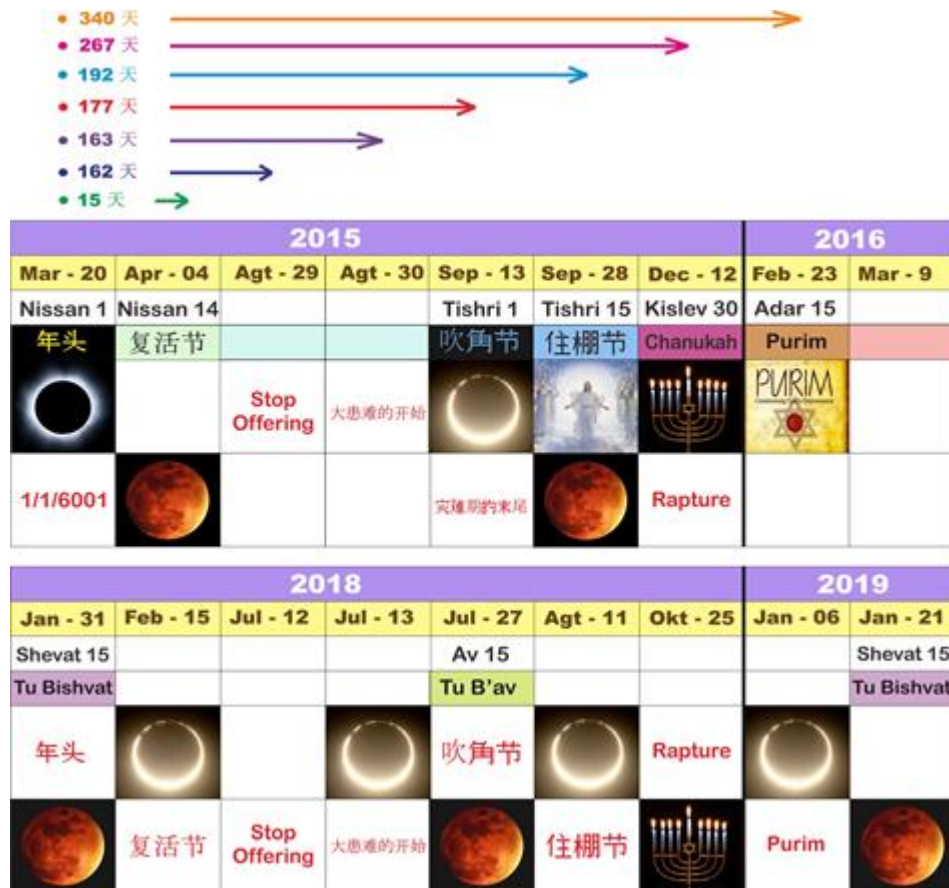 • 340 天
• 267 天
• 192 天
• 177 天
• 163 天
• 162 天
• 15 天
2015 2016
Mar - 20 Apr - 04 Agt - 29 Agt - 30 Sep - 13 Sep - 28 Dec - 12 Feb - 23 Mar - 9
Nissan 1 Nissan 14 Tishri 1 Tishri 15 Kislev 30 Adar 15
年头 复活节 吹角节 住棚节 Chanukah Purim
Stop
Offering
大患难的开始
PURIM
1/1/6001 灾难期的末尾 Rapture
2018 2019
Jan - 31 Feb - 15 Jul - 12 Jul - 13 Jul - 27 Agt - 11 Okt - 25 Jan - 06 Jan - 21
Shevat 15 Av 15 Shevat 15
Tu Bishvat Tu B'av Tu Bishvat
年头 吹角节 Rapture
复活节
Stop
Offering
大患难的开始 住棚节 Purim